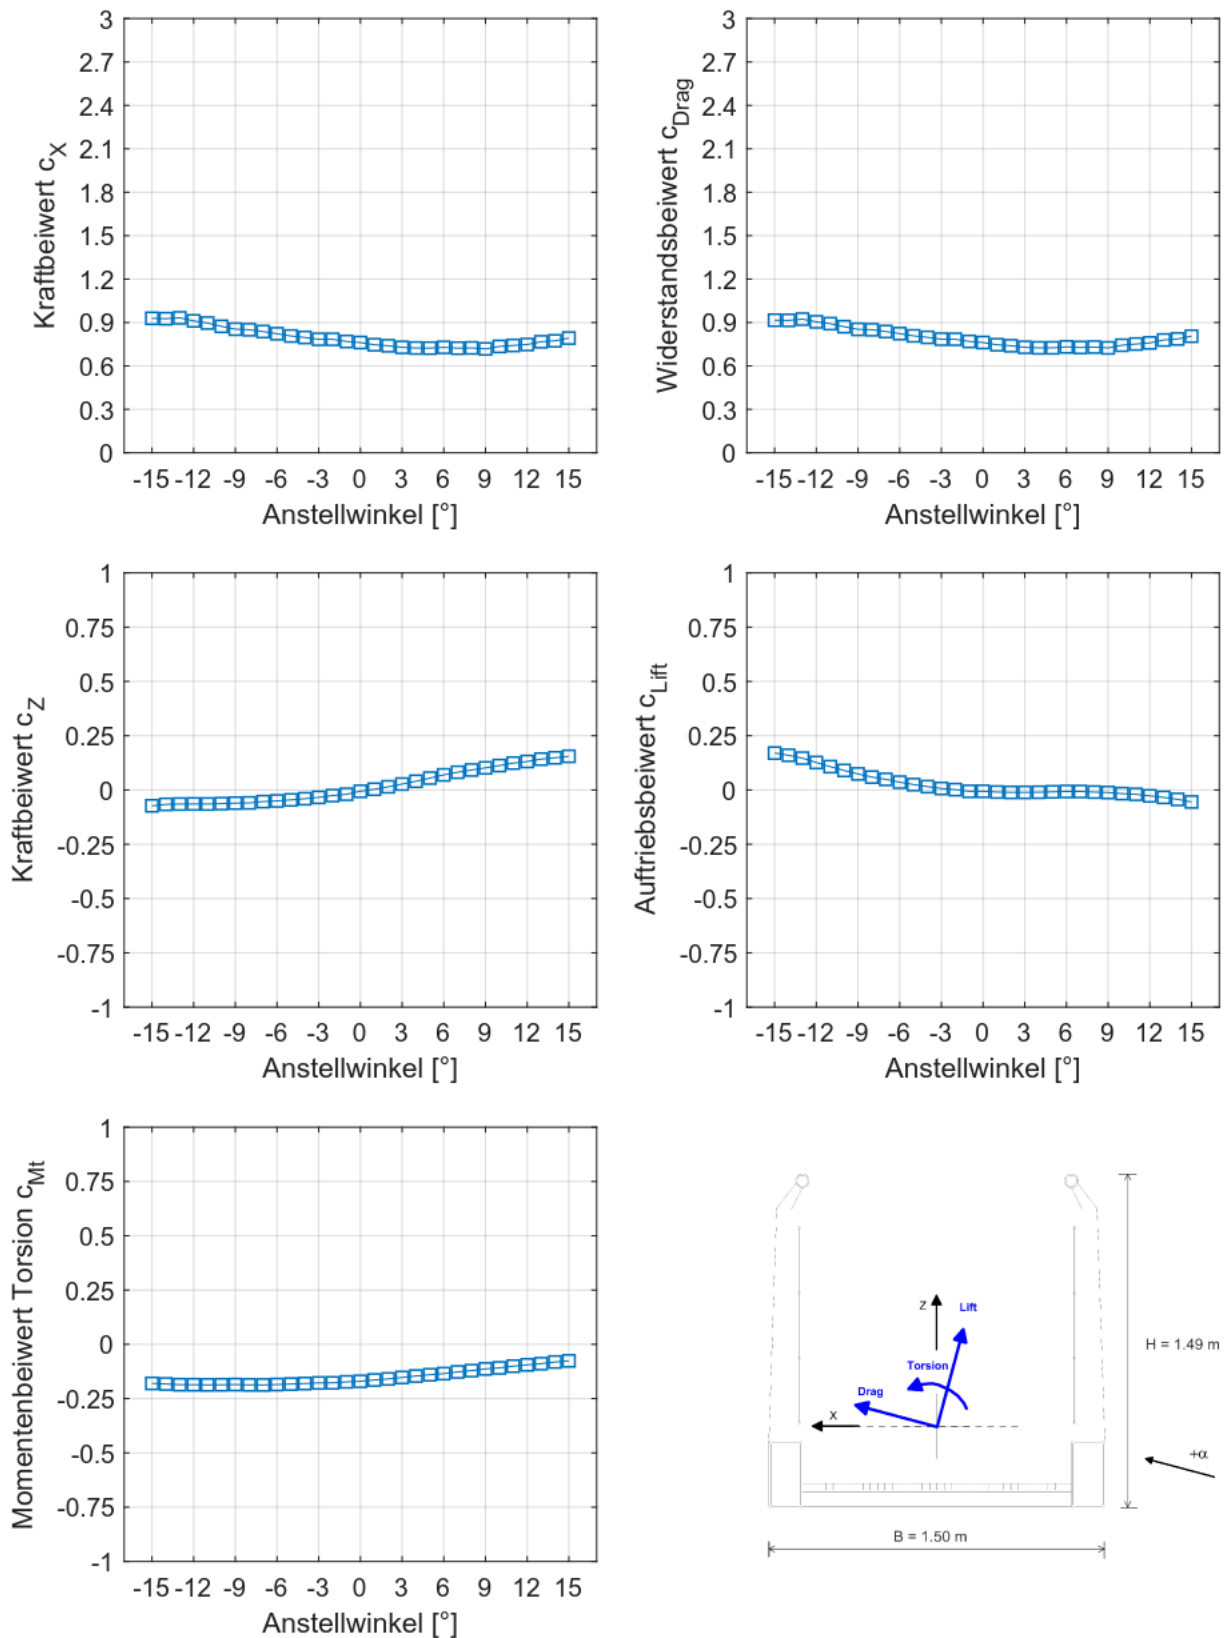 Kraftbeiwert c_X
3
2.7
2.4
2.1
1.8
1.5
1.2
0.9
0.6
0.3
0
-15 -12 -9 -6 -3 0 3 6 9 12 15
Anstellwinkel [°]
Widerstandsbeiwert c_Drag
3
2.7
2.4
2.1
1.8
1.5
1.2
0.9
0.6
0.3
0
-15 -12 -9 -6 -3 0 3 6 9 12 15
Anstellwinkel [°]
Kraftbeiwert c_Z
1
0.75
0.5
0.25
0
-0.25
-0.5
-0.75
-1
-15 -12 -9 -6 -3 0 3 6 9 12 15
Anstellwinkel [°]
Auftriebsbeiwert c_Lift
1
0.75
0.5
0.25
0
-0.25
-0.5
-0.75
-1
-15 -12 -9 -6 -3 0 3 6 9 12 15
Anstellwinkel [°]
Momentenbeiwert Torsion c_Mt
1
0.75
0.5
0.25
0
-0.25
-0.5
-0.75
-1
-15 -12 -9 -6 -3 0 3 6 9 12 15
Anstellwinkel [°]
Z
Lift
H = 1.49 m
Torsion
Drag
X
+α
B = 1.50 m